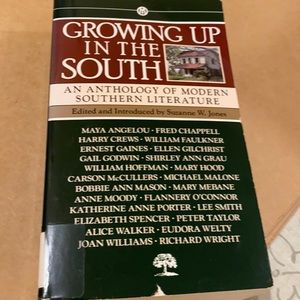 GROWING UP
IN THE
SOUTH
AN ANTHOLOGY OF MODERN
SOUTHERN LITERATURE
Edited and Introduced by Suzanne W. Jones
MAYA ANGELOU • FRED CHAPPELL
HARRY CREWS • WILLIAM FAULKNER
ERNEST GAINES • ELLEN GILCHRIST
GAIL GODWIN • SHIRLEY ANN GRAU
WILLIAM HOFFMAN • MARY HOOD
CARSON McCULLERS • MICHAEL MALONE
BOBBIE ANN MASON • MARY MEBANE
ANNE MOODY • FLANNERY O'CONNOR
KATHERINE ANNE PORTER • LEE SMITH
ELIZABETH SPENCER • PETER TAYLOR
ALICE WALKER • EUDORA WELTY
JOAN WILLIAMS • RICHARD WRIGHT